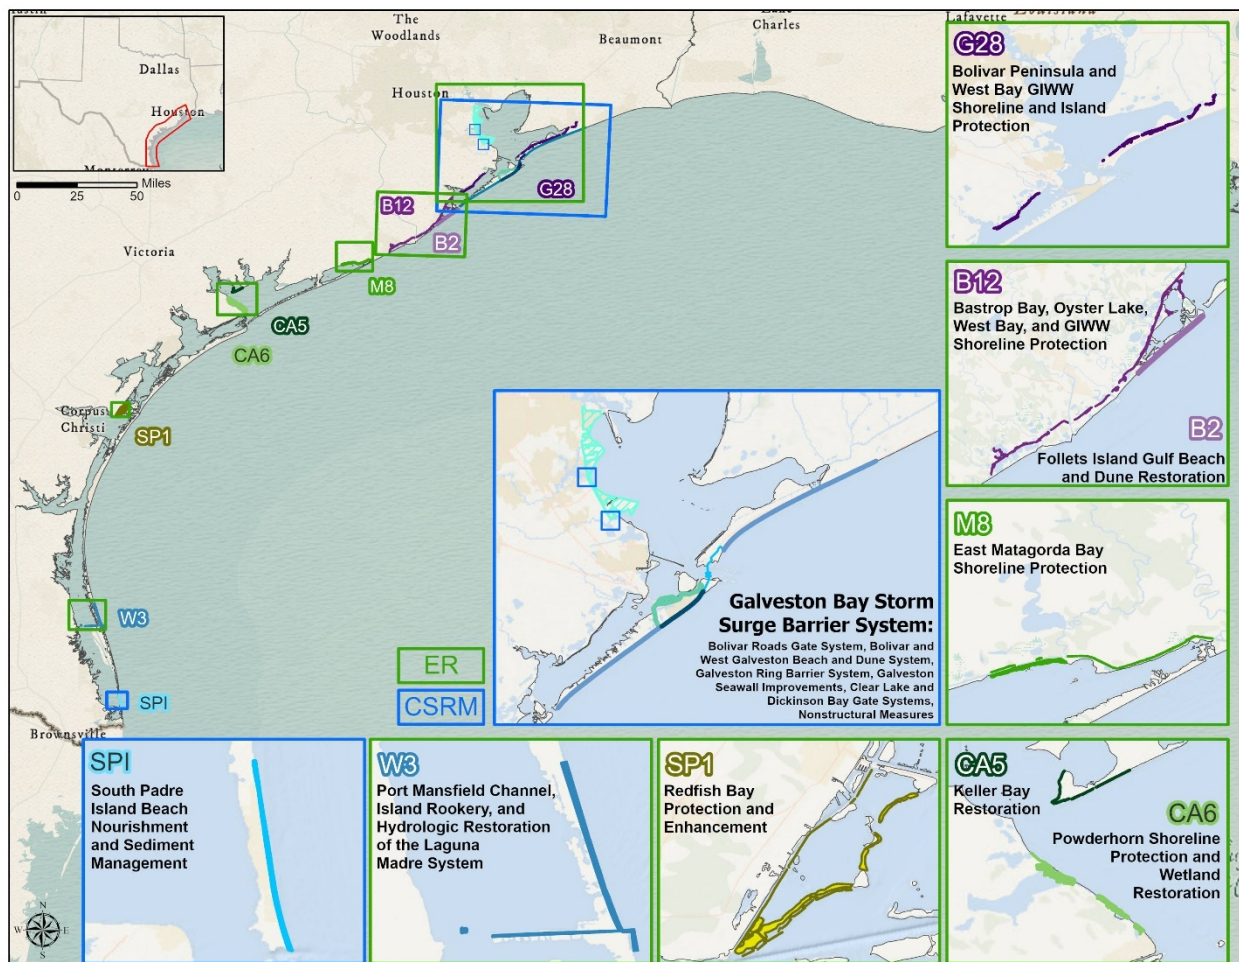 The
Woodlands
Beaumont
Lake
Charles
Lafayette
Louisiana
Austin
Dallas
Houston
Monterrey
Miles
0 25 50
Houston
G28
B12
B2
Victoria
M8
CA5
CA6
Corpus
Christi
SP1
W3
SPI
Brownsville
ER
CSRM
N
W E
S
G28
Bolivar Peninsula and
West Bay GIWW
Shoreline and Island
Protection
B12
Bastrop Bay, Oyster Lake,
West Bay, and GIWW
Shoreline Protection
B2
Follets Island Gulf Beach
and Dune Restoration
M8
East Matagorda Bay
Shoreline Protection
Galveston Bay Storm
Surge Barrier System:
Bolivar Roads Gate System, Bolivar and
West Galveston Beach and Dune System,
Galveston Ring Barrier System, Galveston
Seawall Improvements, Clear Lake and
Dickinson Bay Gate Systems,
Nonstructural Measures
SPI
South Padre
Island Beach
Nourishment
and Sediment
Management
W3
Port Mansfield Channel,
Island Rookery, and
Hydrologic Restoration
of the Laguna
Madre System
SP1
Redfish Bay
Protection and
Enhancement
CA5
Keller Bay
Restoration
CA6
Powderhorn Shoreline
Protection and
Wetland
Restoration